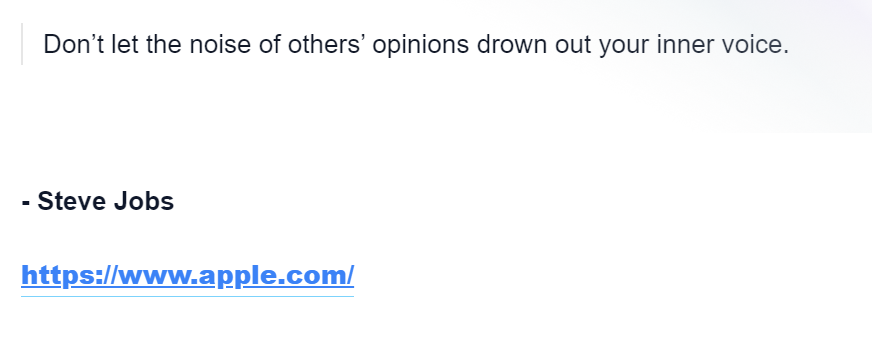 Don’t let the noise of others’ opinions drown out your inner voice.
- Steve Jobs
https://www.apple.com/